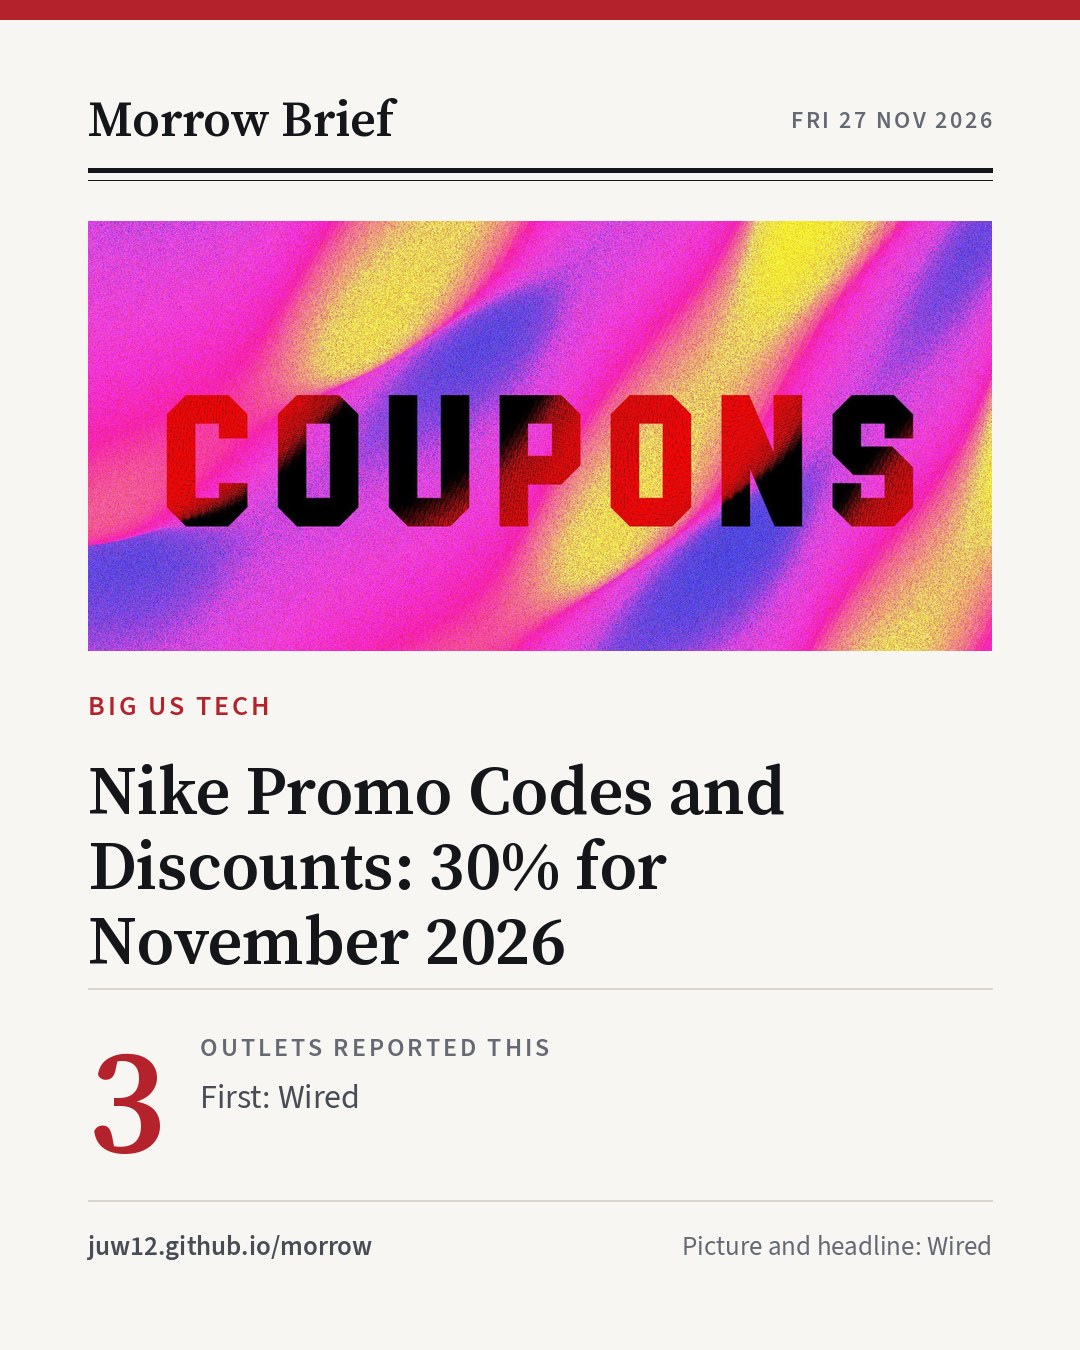 Morrow Brief
FRI 27 NOV 2026
COUPONS
BIG US TECH
Nike Promo Codes and
Discounts: 30% for
November 2026
3
OUTLETS REPORTED THIS
First: Wired
juw12.github.io/morrow
Picture and headline: Wired